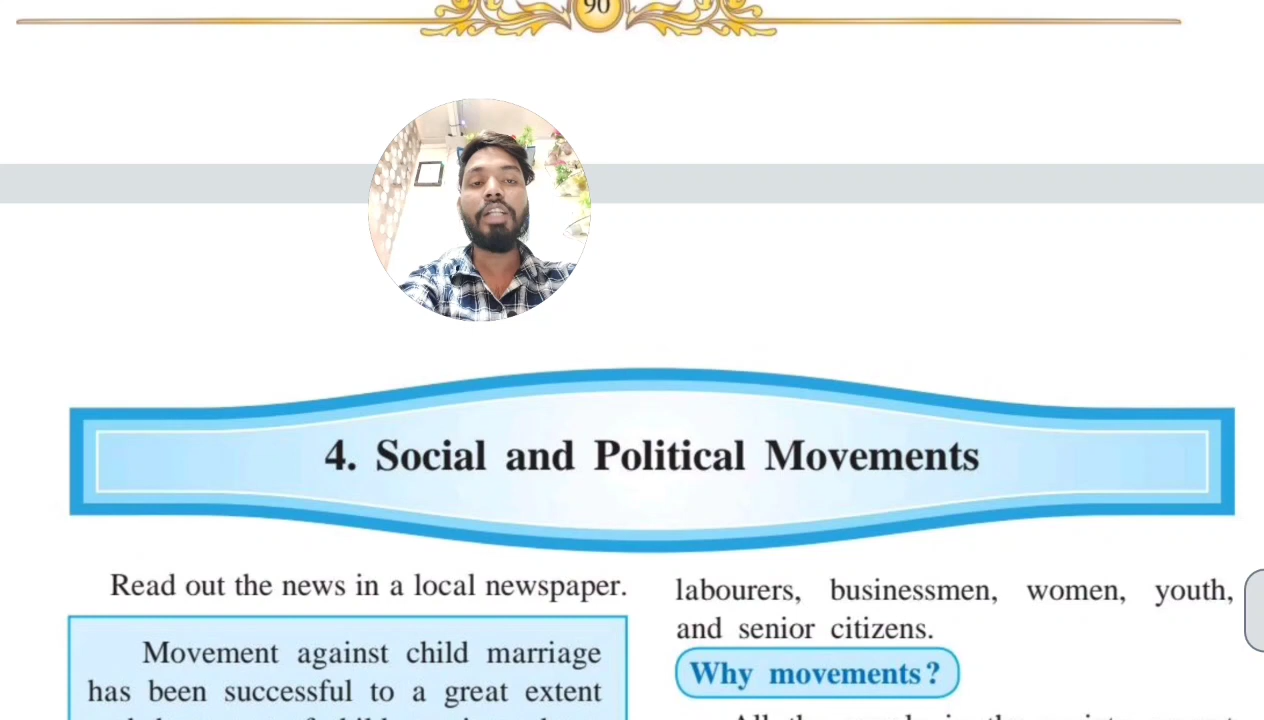 90
4. Social and Political Movements
Read out the news in a local newspaper.
Movement against child marriage
has been successful to a great extent
labourers, businessmen, women, youth,
and senior citizens.
Why movements?